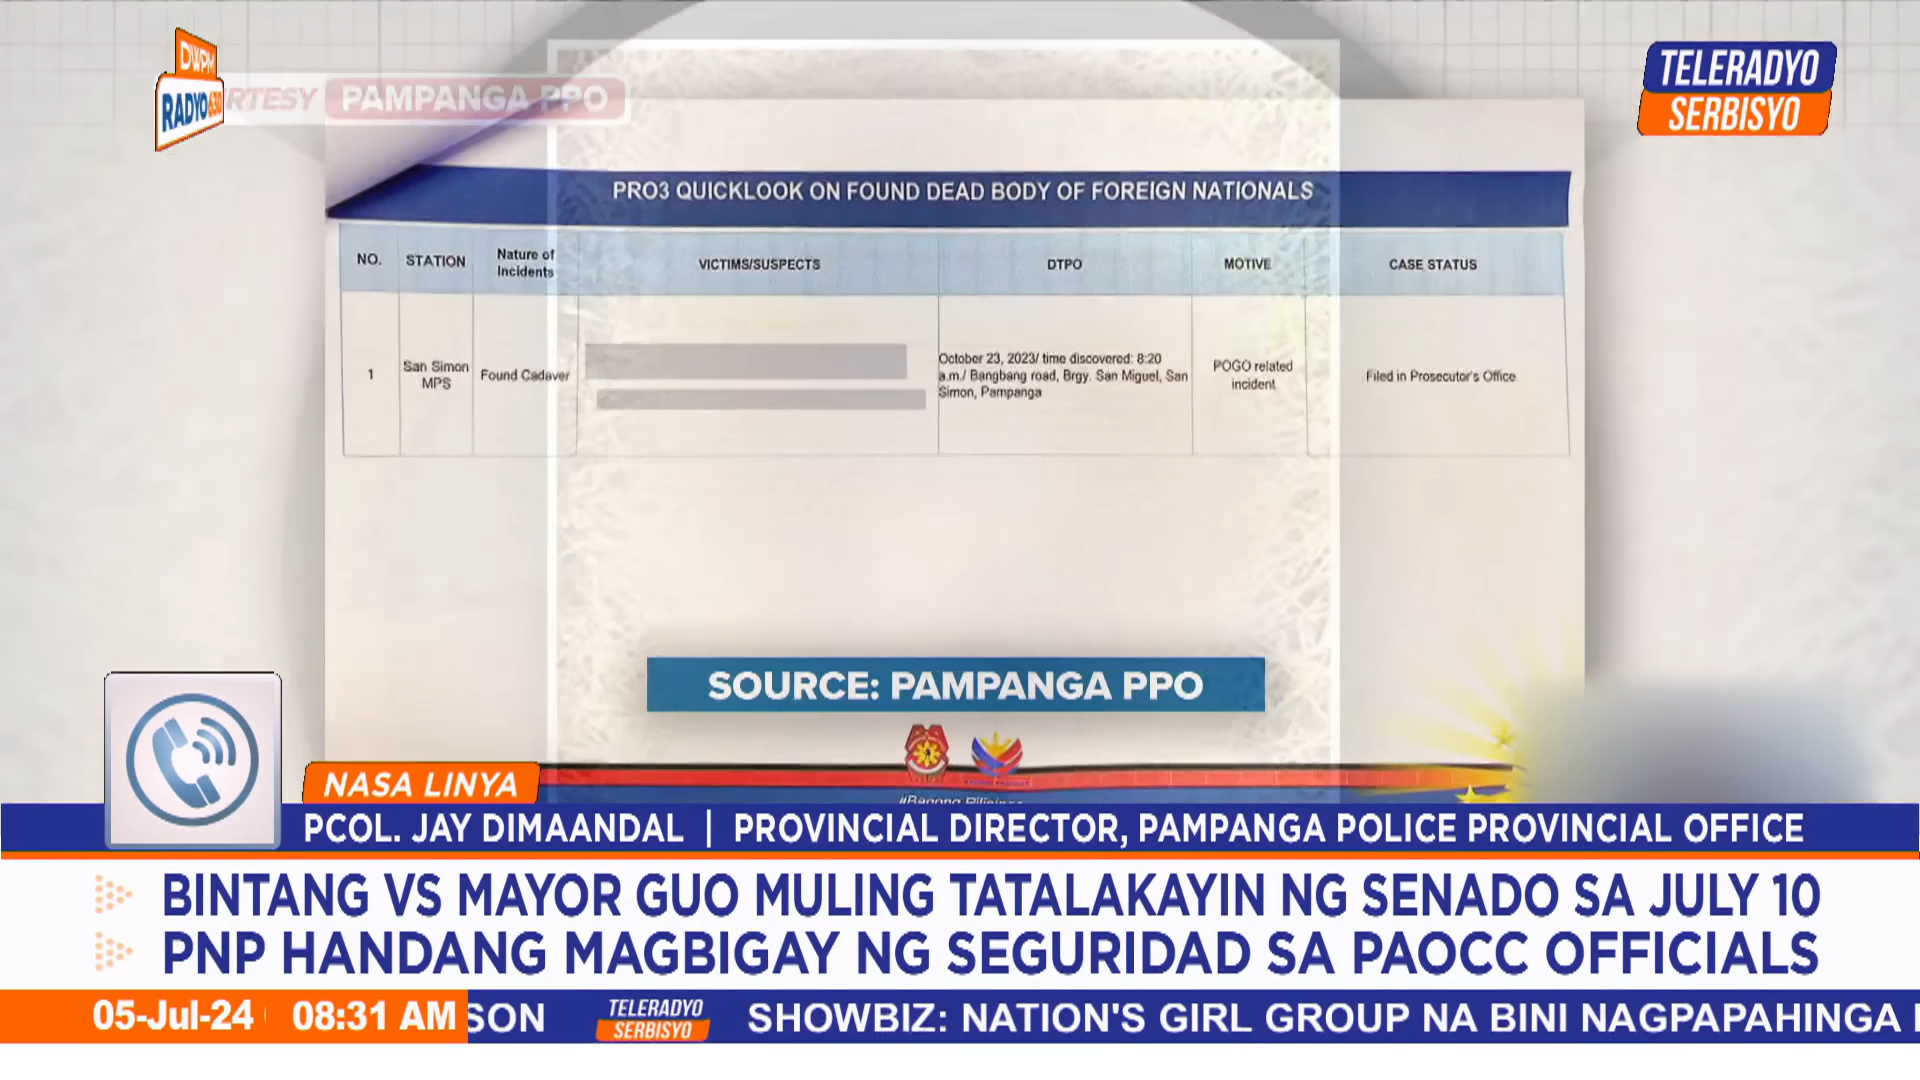 DWPM
RADYO 630
RTESY PAMPANGA PPO
TELERADYO
SERBISYO
PRO3 QUICKLOOK ON FOUND DEAD BODY OF FOREIGN NATIONALS
NO. STATION Nature of Incidents VICTIMS/SUSPECTS DTPO MOTIVE CASE STATUS
1
San Simon
MPS
Found Cadaver
October 23, 2023/ time discovered: 8:20
a.m./ Bangbang road, Brgy. San Miguel, San
Simon, Pampanga
POGO related
incident
Filed in Prosecutor's Office
SOURCE: PAMPANGA PPO
NASA LINYA
PCOL. JAY DIMAANDAL | PROVINCIAL DIRECTOR, PAMPANGA POLICE PROVINCIAL OFFICE
BINTANG VS MAYOR GUO MULING TATALAKAYIN NG SENADO SA JULY 10
PNP HANDANG MAGBIGAY NG SEGURIDAD SA PAOCC OFFICIALS
05-Jul-24 08:31 AM SON TELERADYO SERBISYO SHOWBIZ: NATION'S GIRL GROUP NA BINI NAGPAPAHINGA